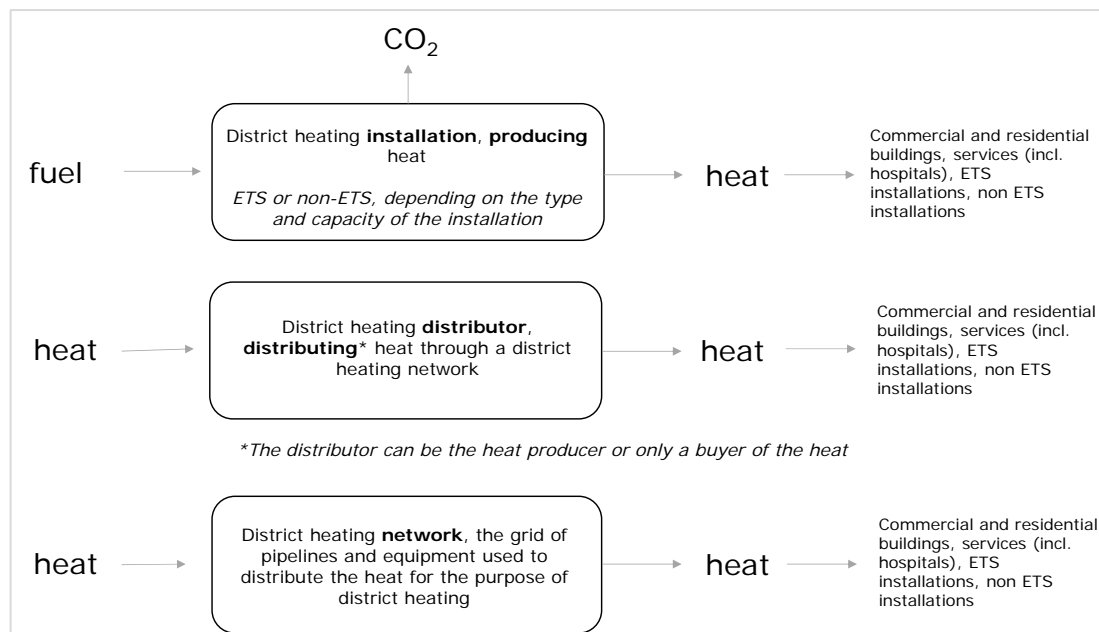 CO₂
fuel
District heating installation, producing
heat
ETS or non-ETS, depending on the type
and capacity of the installation
heat
Commercial and residential
buildings, services (incl.
hospitals), ETS
installations, non ETS
installations
heat
District heating distributor,
distributing* heat through a district
heating network
heat
Commercial and residential
buildings, services (incl.
hospitals), ETS
installations, non ETS
installations
*The distributor can be the heat producer or only a buyer of the heat
heat
District heating network, the grid of
pipelines and equipment used to
distribute the heat for the purpose of
district heating
heat
Commercial and residential
buildings, services (incl.
hospitals), ETS
installations, non ETS
installations